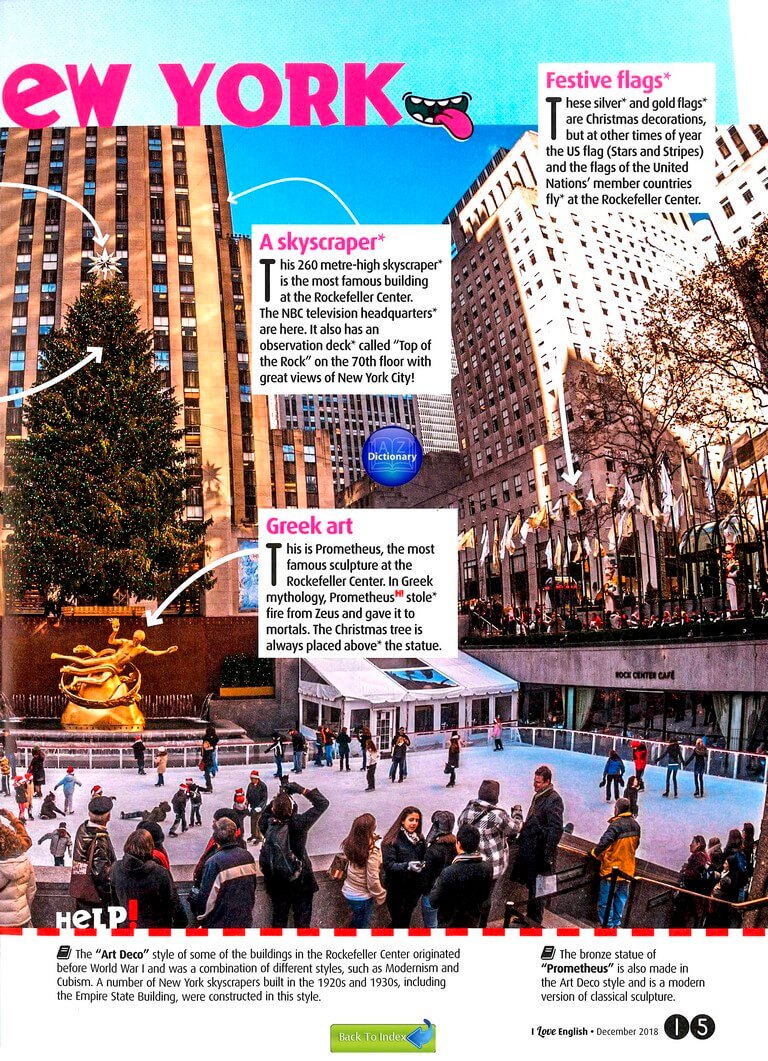 eW YORK
Festive flags*
These silver* and gold flags*
are Christmas decorations,
but at other times of year
the US flag (Stars and Stripes)
and the flags of the United
Nations' member countries
fly* at the Rockefeller Center.
A skyscraper*
This 260 metre-high skyscraper*
is the most famous building
at the Rockefeller Center.
The NBC television headquarters*
are here. It also has an
observation deck* called "Top of
the Rock" on the 70th floor with
great views of New York City!
AZ
Dictionary
Greek art
This is Prometheus, the most
famous sculpture at the
Rockefeller Center. In Greek
mythology, Prometheus H! stole*
fire from Zeus and gave it to
mortals. The Christmas tree is
always placed above* the statue.
ROCK CENTER CAFÉ
HeLP!
The "Art Deco" style of some of the buildings in the Rockefeller Center originated
before World War I and was a combination of different styles, such as Modernism and
Cubism. A number of New York skyscrapers built in the 1920s and 1930s, including
the Empire State Building, were constructed in this style.
The bronze statue of
"Prometheus" is also made in
the Art Deco style and is a modern
version of classical sculpture.
Back To Index
I Love English • December 2018 15